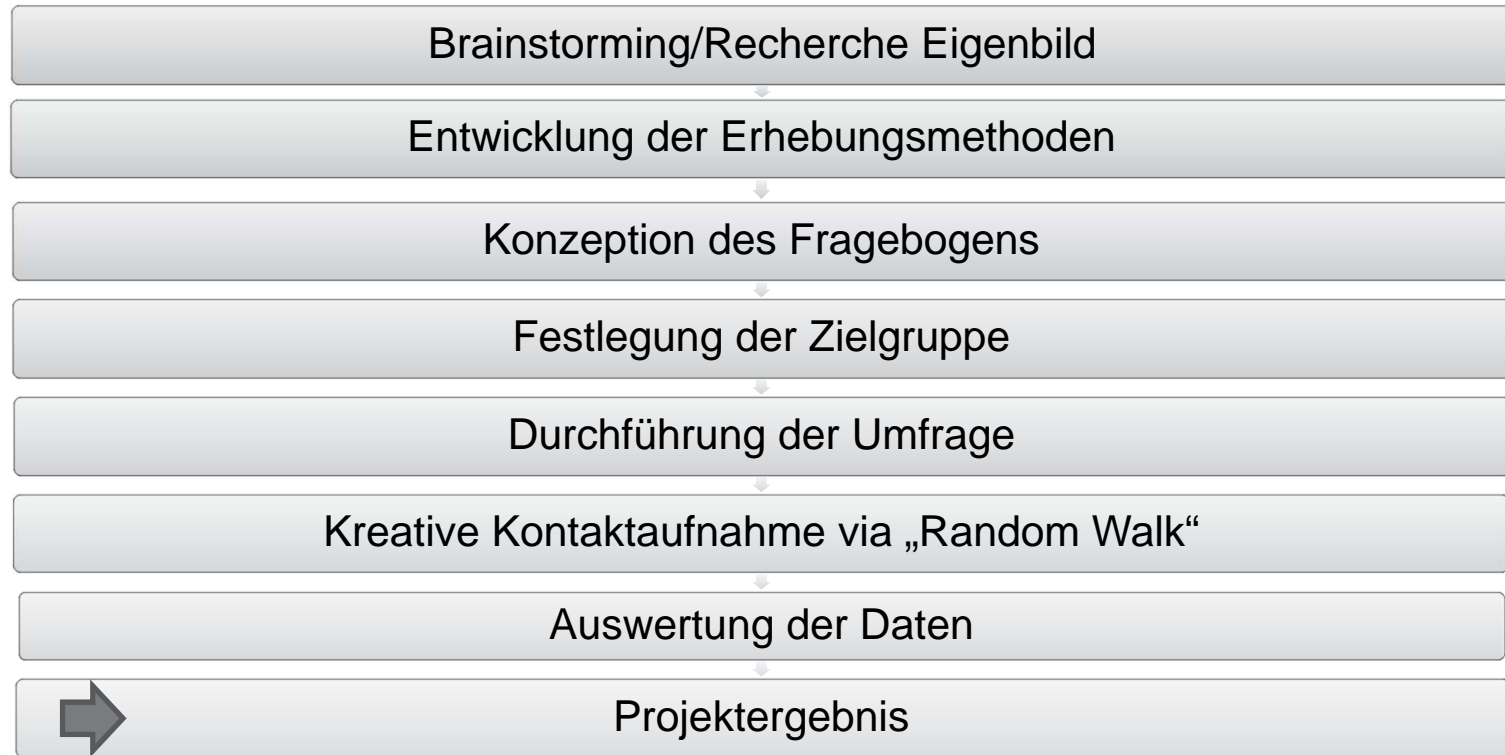 Brainstorming/Recherche Eigenbild
Entwicklung der Erhebungsmethoden
Konzeption des Fragebogens
Festlegung der Zielgruppe
Durchführung der Umfrage
Kreative Kontaktaufnahme via „Random Walk“
Auswertung der Daten
Projektergebnis